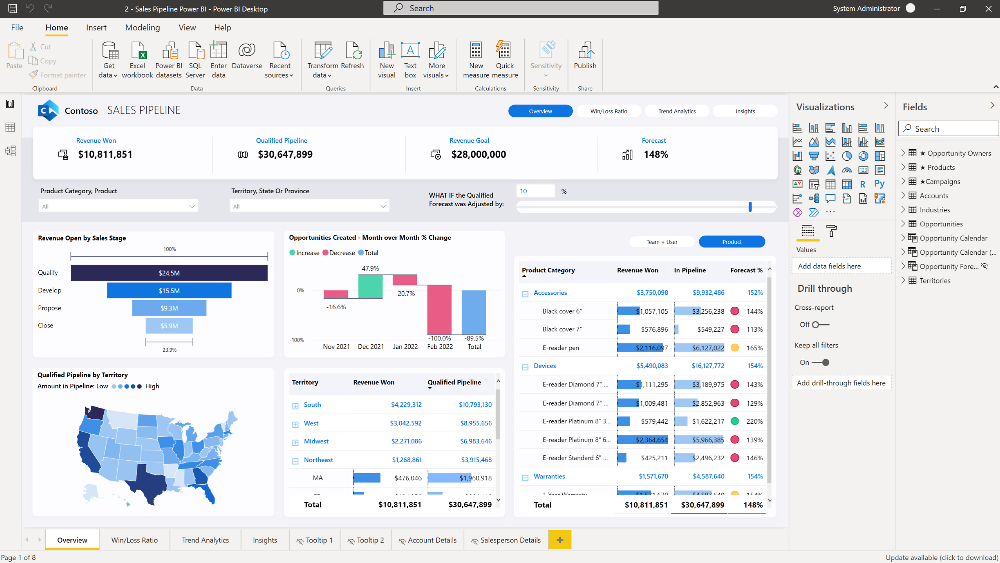 2 - Sales Pipeline Power BI - Power BI Desktop
Search
System Administrator
File Home Insert Modeling View Help
Paste
Cut
Copy
Format painter
Clipboard
Get data
Excel workbook
Power BI datasets
SQL Server
Enter data
Dataverse
Recent sources
Data
Transform data
Refresh
Queries
New visual
Text box
More visuals
Insert
New measure
Quick measure
Calculations
Sensitivity
Sensitivity
Publish
Share
Contoso SALES PIPELINE
Overview Win/Loss Ratio Trend Analytics Insights
Revenue Won
$10,811,851
Qualified Pipeline
$30,647,899
Revenue Goal
$28,000,000
Forecast
148%
Product Category, Product
All
Territory, State Or Province
All
WHAT IF the Qualified
Forecast was Adjusted by:
10 %
Revenue Open by Sales Stage
100%
Qualify $24.5M
Develop $15.5M
Propose $9.3M
Close $5.9M
23.9%
Opportunities Created - Month over Month % Change
Increase Decrease Total
47.9%
0%
-20.7%
-16.6%
-100.0% -89.5%
-100%
Nov 2021 Dec 2021 Jan 2022 Feb 2022 Total
Team + User Product
Product Category Revenue Won In Pipeline Forecast %
Accessories $3,750,098 $9,932,486 152%
Black cover 6" $1,057,105 $3,256,238 144%
Black cover 7" $576,896 $549,227 113%
E-reader pen $2,116,097 $6,127,022 165%
Devices $5,490,083 $16,127,772 154%
E-reader Diamond 7" ... $1,111,295 $3,189,975 143%
E-reader Diamond 7" ... $1,009,481 $2,852,963 129%
E-reader Platinum 8" 3... $579,442 $1,622,217 220%
E-reader Platinum 8" 6... $2,364,654 $5,966,385 139%
E-reader Standard 6" ... $425,211 $2,496,232 146%
Warranties $1,571,670 $4,587,640 154%
1 Year Warranty $1,571,670 $4,587,640 154%
Total $10,811,851 $30,647,899 148%
Qualified Pipeline by Territory
Amount in Pipeline: Low High
Territory Revenue Won Qualified Pipeline
South $4,229,312 $10,793,130
West $3,042,592 $8,955,656
Midwest $2,271,086 $6,983,646
Northeast $1,268,861 $3,915,468
MA $476,046 $1,960,918
Total $10,811,851 $30,647,899
Visualizations
123
R
Py
Values
Add data fields here
Drill through
Cross-report
Off
Keep all filters
On
Add drill-through fields here
Fields
Search
★ Opportunity Owners
★ Products
★Campaigns
Accounts
Industries
Opportunities
Opportunity Calendar
Opportunity Calendar (...
Opportunity Fore...
Territories
Overview Win/Loss Ratio Trend Analytics Insights Tooltip 1 Tooltip 2 Account Details Salesperson Details +
Page 1 of 8
Update available (click to download)